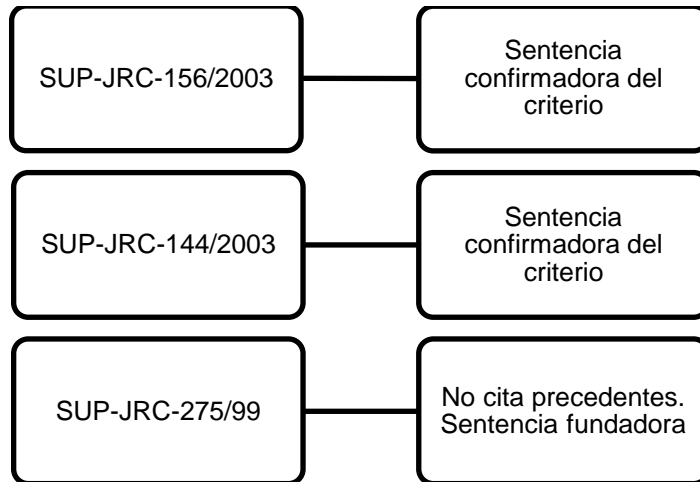 SUP-JRC-156/2003
Sentencia
confirmadora del
criterio
SUP-JRC-144/2003
Sentencia
confirmadora del
criterio
SUP-JRC-275/99
No cita precedentes.
Sentencia fundadora